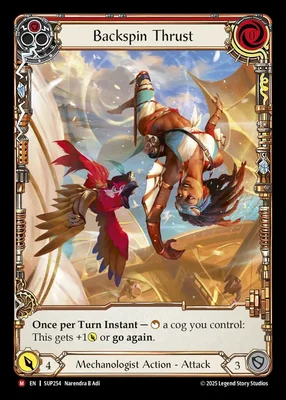 Backspin Thrust
Once per Turn Instant — a cog you control:
This gets +1 or go again.
4 Mechanologist Action - Attack 3
M EN | SUP254 Narendra B Adi © 2025 Legend Story Studios